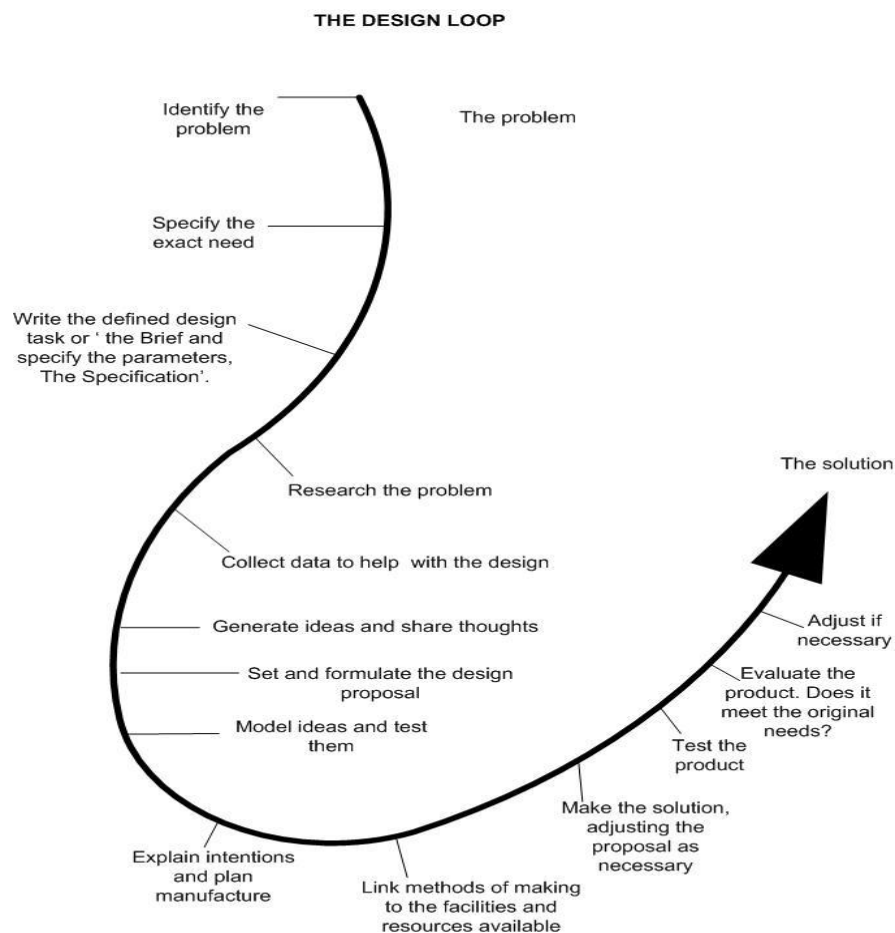 THE DESIGN LOOP
Identify the
problem
The problem
Specify the
exact need
Write the defined design
task or ‘ the Brief and
specify the parameters,
The Specification’.
Research the problem
Collect data to help with the design
Generate ideas and share thoughts
Set and formulate the design
proposal
Model ideas and test
them
Explain intentions
and plan
manufacture
Link methods of making
to the facilities and
resources available
Make the solution,
adjusting the
proposal as
necessary
Test the
product
Evaluate the
product. Does it
meet the original
needs?
Adjust if
necessary
The solution